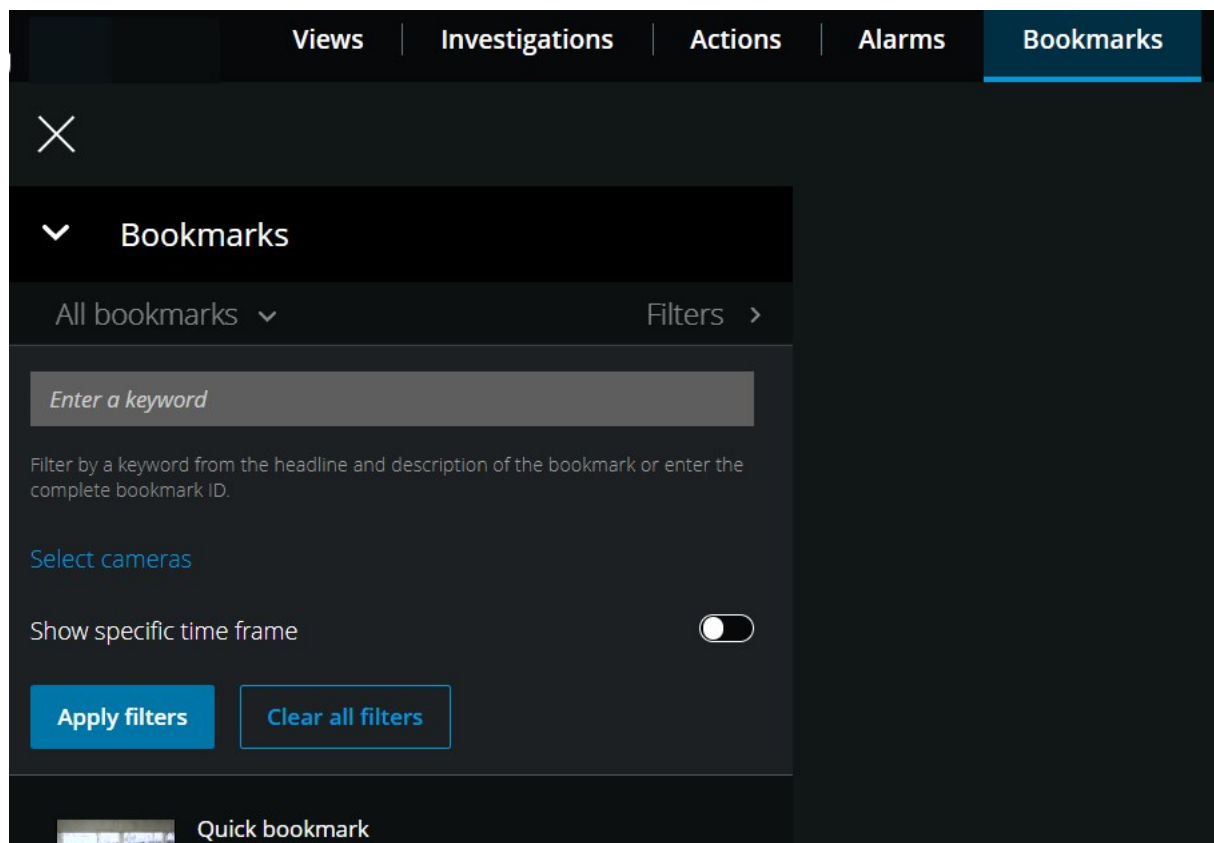 Views Investigations Actions Alarms Bookmarks
Bookmarks
All bookmarks Filters
Enter a keyword
Filter by a keyword from the headline and description of the bookmark or enter the
complete bookmark ID.
Select cameras
Show specific time frame
Apply filters Clear all filters
Quick bookmark